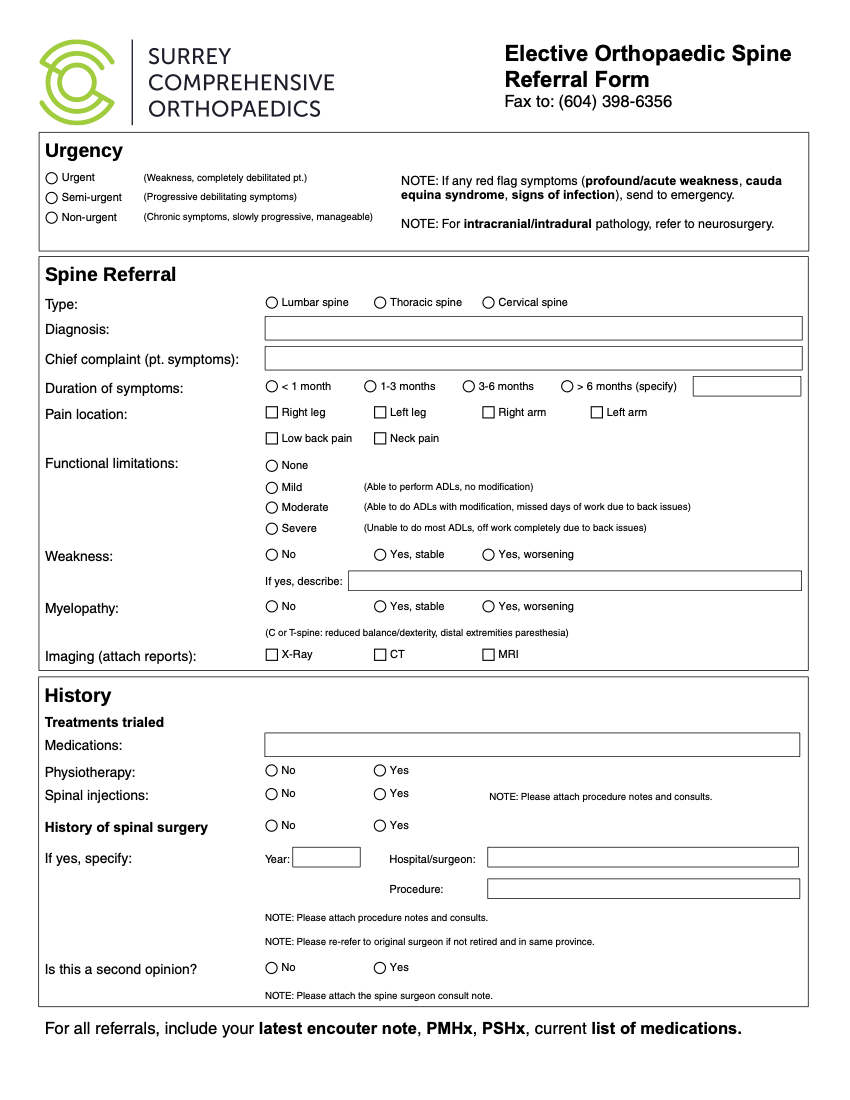 SURREY
COMPREHENSIVE
ORTHOPAEDICS
Elective Orthopaedic Spine
Referral Form
Fax to: (604) 398-6356
Urgency
Urgent (Weakness, completely debilitated pt.)
Semi-urgent (Progressive debilitating symptoms)
Non-urgent (Chronic symptoms, slowly progressive, manageable)
NOTE: If any red flag symptoms (profound/acute weakness, cauda
equina syndrome, signs of infection), send to emergency.
NOTE: For intracranial/intradural pathology, refer to neurosurgery.
Spine Referral
Type: Lumbar spine Thoracic spine Cervical spine
Diagnosis:
Chief complaint (pt. symptoms):
Duration of symptoms: < 1 month 1-3 months 3-6 months > 6 months (specify)
Pain location: Right leg Left leg Right arm Left arm
Low back pain Neck pain
Functional limitations: None
Mild (Able to perform ADLs, no modification)
Moderate (Able to do ADLs with modification, missed days of work due to back issues)
Severe (Unable to do most ADLs, off work completely due to back issues)
Weakness: No Yes, stable Yes, worsening
If yes, describe:
Myelopathy: No Yes, stable Yes, worsening
(C or T-spine: reduced balance/dexterity, distal extremities paresthesia)
Imaging (attach reports): X-Ray CT MRI
History
Treatments trialed
Medications:
Physiotherapy: No Yes
Spinal injections: No Yes NOTE: Please attach procedure notes and consults.
History of spinal surgery No Yes
If yes, specify: Year: Hospital/surgeon:
Procedure:
NOTE: Please attach procedure notes and consults.
NOTE: Please re-refer to original surgeon if not retired and in same province.
Is this a second opinion? No Yes
NOTE: Please attach the spine surgeon consult note.
For all referrals, include your latest encouter note, PMHx, PSHx, current list of medications.